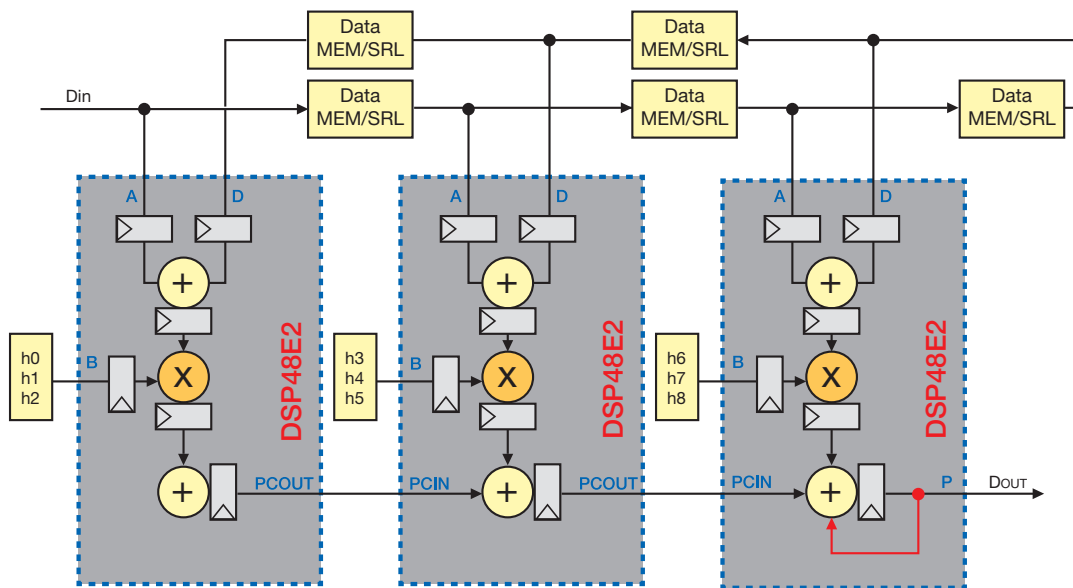 Data
MEM/SRL
Data
MEM/SRL
Din
Data
MEM/SRL
Data
MEM/SRL
Data
MEM/SRL
A
D
A
D
A
D
h0
h1
h2
B
X
DSP48E2
h3
h4
h5
B
X
DSP48E2
h6
h7
h8
B
X
DSP48E2
+
+
+
+
PCOUT
PCIN
+
PCOUT
PCIN
+
P
DOUT